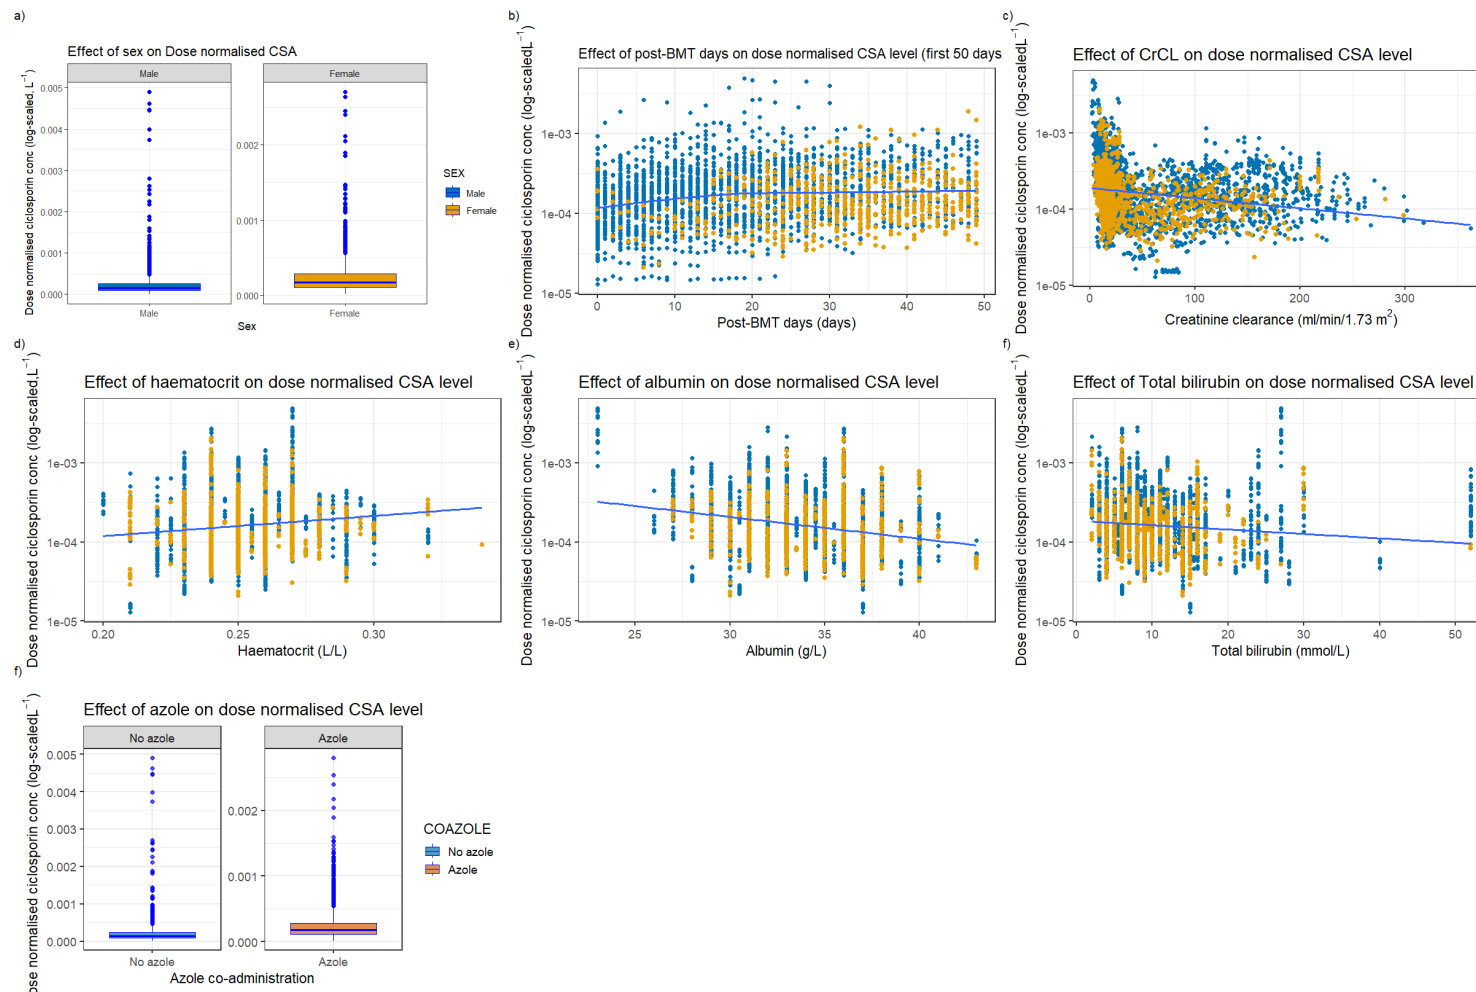 a)
Effect of sex on Dose normalised CSA
Dose normalised ciclosporin conc (log-scaled, L⁻¹)
Male
Female
0.005
0.004
0.003
0.002
0.001
0.000
0.002
0.001
0.000
Male
Female
Sex
SEX
Male
Female
b)
Effect of post-BMT days on dose normalised CSA level (first 50 days
Dose normalised ciclosporin conc (log-scaledL⁻¹)
1e-03
1e-04
1e-05
0 10 20 30 40 50
Post-BMT days (days)
c)
Effect of CrCL on dose normalised CSA level
Dose normalised ciclosporin conc (log-scaledL⁻¹)
1e-03
1e-04
1e-05
0 100 200 300
Creatinine clearance (ml/min/1.73 m²)
d)
Effect of haematocrit on dose normalised CSA level
Dose normalised ciclosporin conc (log-scaled,L⁻¹)
1e-03
1e-04
1e-05
0.20 0.25 0.30
Haematocrit (L/L)
e)
Effect of albumin on dose normalised CSA level
Dose normalised ciclosporin conc (log-scaledL⁻¹)
1e-03
1e-04
1e-05
25 30 35 40
Albumin (g/L)
f)
Effect of Total bilirubin on dose normalised CSA level
Dose normalised ciclosporin conc (log-scaledL⁻¹)
1e-03
1e-04
1e-05
0 10 20 30 40 50
Total bilirubin (mmol/L)
f)
Effect of azole on dose normalised CSA level
ose normalised ciclosporin conc (log-scaledL⁻¹)
No azole
Azole
0.005
0.004
0.003
0.002
0.001
0.000
0.002
0.001
0.000
No azole
Azole
Azole co-administration
COAZOLE
No azole
Azole